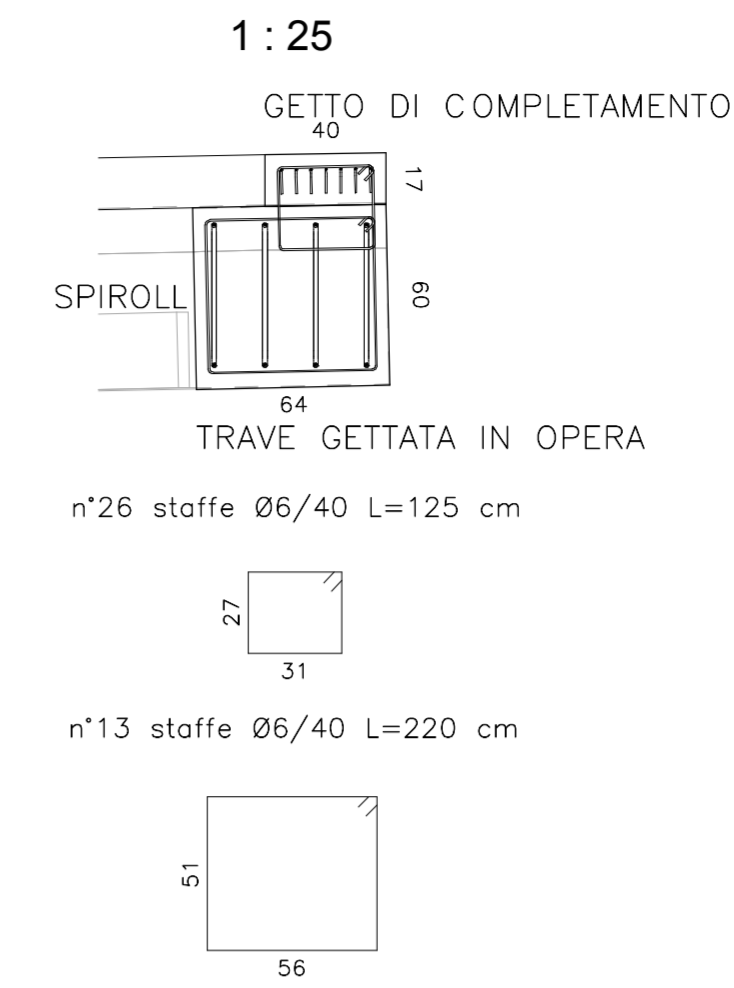 1 : 25
GETTO DI COMPLETAMENTO
40
17
SPIROLL
60
64
TRAVE GETTATA IN OPERA
n°26 staffe Ø6/40 L=125 cm
27
31
n°13 staffe Ø6/40 L=220 cm
51
56